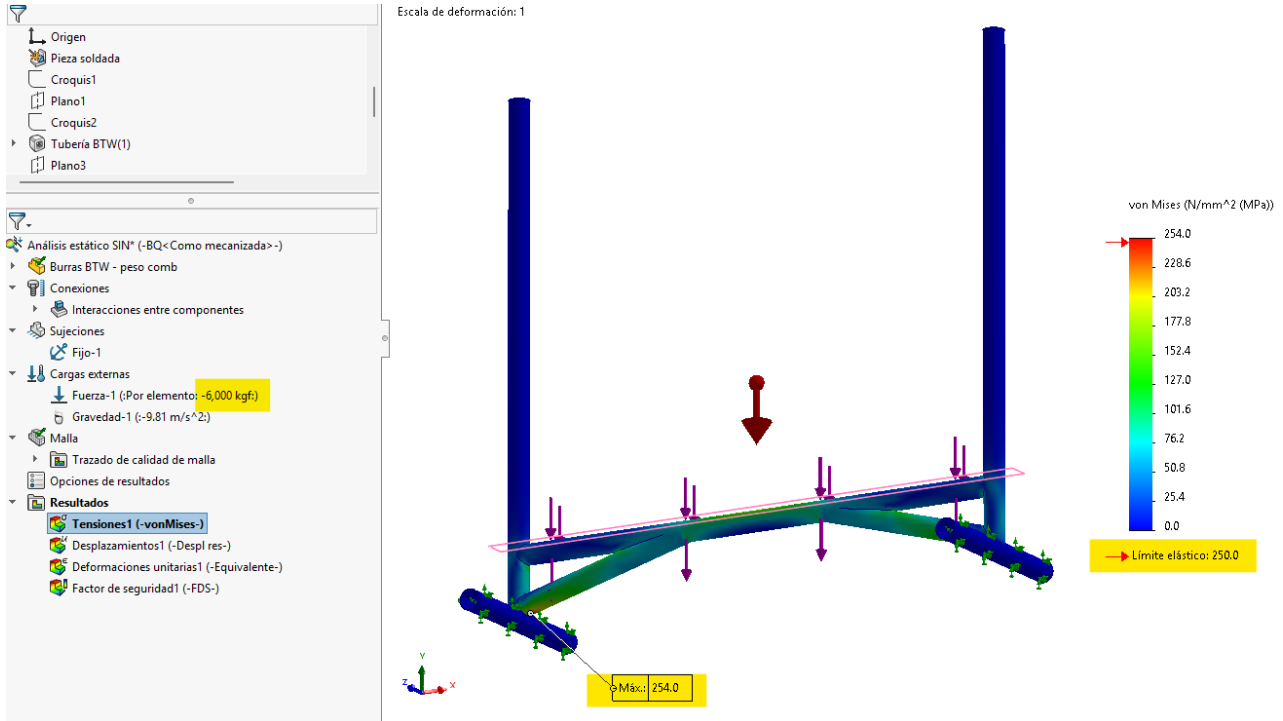 Origen
Pieza soldada
Croquis1
Plano1
Croquis2
Tubería BTW(1)
Plano3
Análisis estático SIN* (-BQ<Como mecanizada>-)
Burras BTW - peso comb
Conexiones
Interacciones entre componentes
Sujeciones
Fijo-1
Cargas externas
Fuerza-1 (:Por elemento: -6,000 kgf:)
Gravedad-1 (:-9.81 m/s^2:)
Malla
Trazado de calidad de malla
Opciones de resultados
Resultados
Tensiones1 (-vonMises-)
Desplazamientos1 (-Despl res-)
Deformaciones unitarias1 (-Equivalente-)
Factor de seguridad1 (-FDS-)
Escala de deformación: 1
Y
Z
X
Máx.: 254.0
von Mises (N/mm^2 (MPa))
254.0
228.6
203.2
177.8
152.4
127.0
101.6
76.2
50.8
25.4
0.0
Límite elástico: 250.0